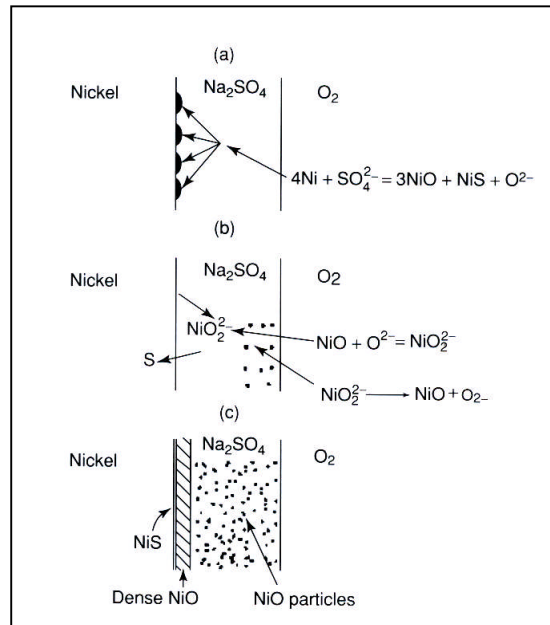 (a)
Nickel
Na₂SO₄
O₂
4Ni + SO₄²⁻ = 3NiO + NiS + O²⁻
(b)
Nickel
Na₂SO₄
O2
NiO₂²⁻
NiO + O²⁻ = NiO₂²⁻
S
NiO₂²⁻ → NiO + O₂₋
(c)
Nickel
Na₂SO₄
O₂
NiS
Dense NiO
NiO particles